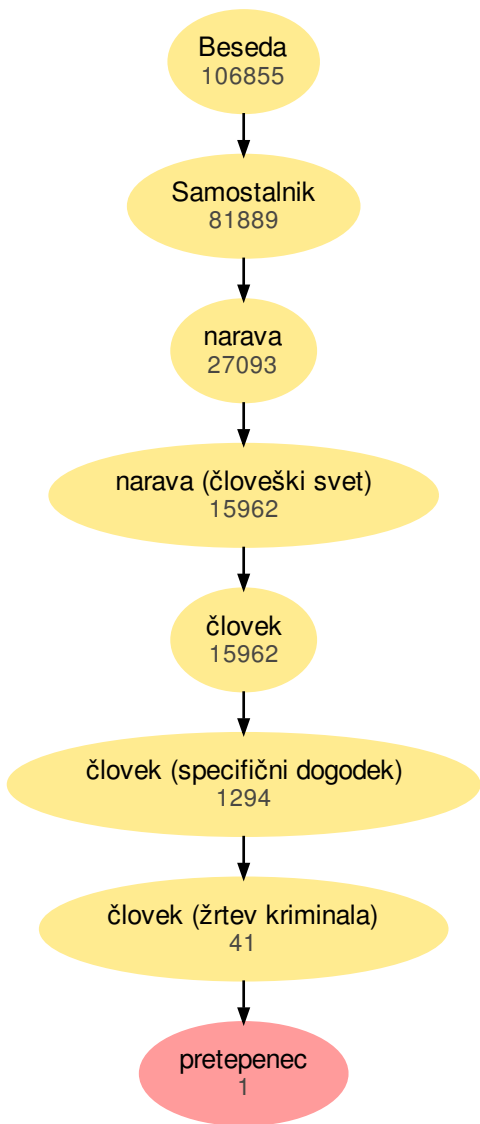 Beseda
106855
Samostalnik
81889
narava
27093
narava (človeški svet)
15962
človek
15962
človek (specifični dogodek)
1294
človek (žrtev kriminala)
41
pretepenec
1